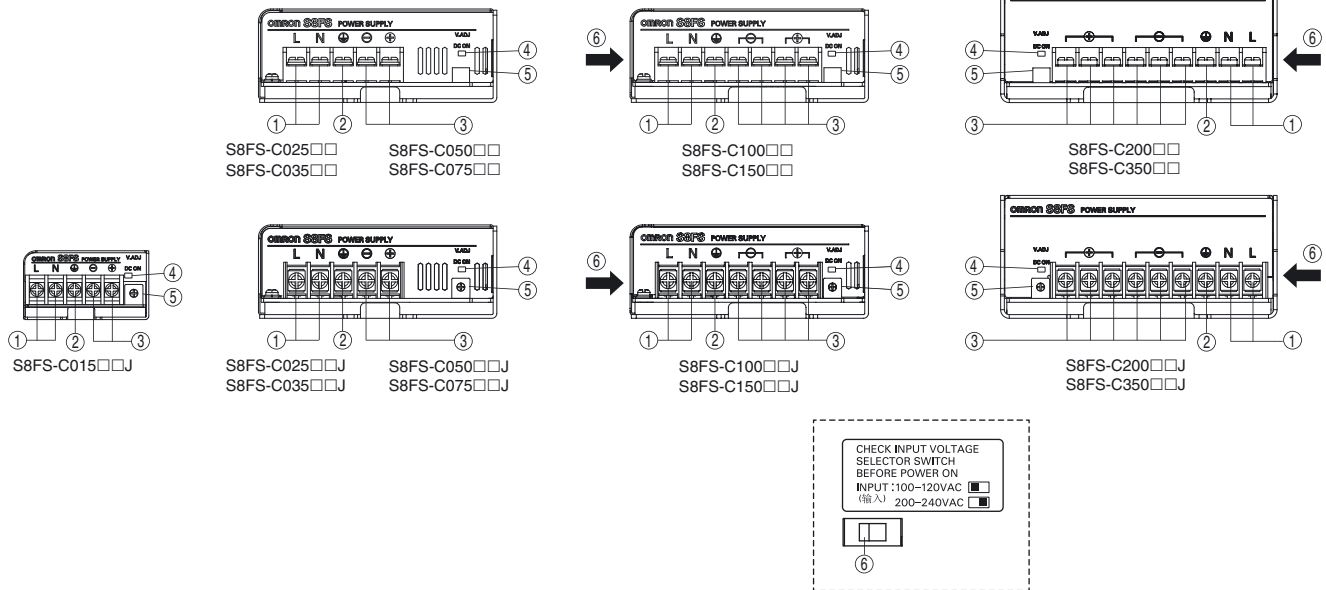 OMRON S8FS POWER SUPPLY
V.ADJ
L N ⏚ ⊖ ⊕
DC ON
④
⑤
① ② ③
S8FS-C025□□ S8FS-C050□□
S8FS-C035□□ S8FS-C075□□
OMRON S8FS POWER SUPPLY
V.ADJ
L N ⏚ ⊖ ⊕
DC ON
⑥
④
⑤
① ② ③
S8FS-C100□□
S8FS-C150□□
V.ADJ
⊕ ⊖ ⏚ N L
DC ON
④
⑥
⑤
③ ② ①
S8FS-C200□□
S8FS-C350□□
OMRON S8FS POWER SUPPLY
L N ⏚ ⊖ ⊕
V.ADJ
DC ON
④
⑤
① ② ③
S8FS-C015□□J
OMRON S8FS POWER SUPPLY
V.ADJ
L N ⏚ ⊖ ⊕
DC ON
④
⑤
① ② ③
S8FS-C025□□J S8FS-C050□□J
S8FS-C035□□J S8FS-C075□□J
OMRON S8FS POWER SUPPLY
V.ADJ
L N ⏚ ⊖ ⊕
DC ON
⑥
④
⑤
① ② ③
S8FS-C100□□J
S8FS-C150□□J
OMRON S8FS POWER SUPPLY
V.ADJ
⊕ ⊖ ⏚ N L
DC ON
④
⑥
⑤
③ ② ①
S8FS-C200□□J
S8FS-C350□□J
CHECK INPUT VOLTAGE
SELECTOR SWITCH
BEFORE POWER ON
INPUT :100-120VAC
(输入) 200-240VAC
⑥